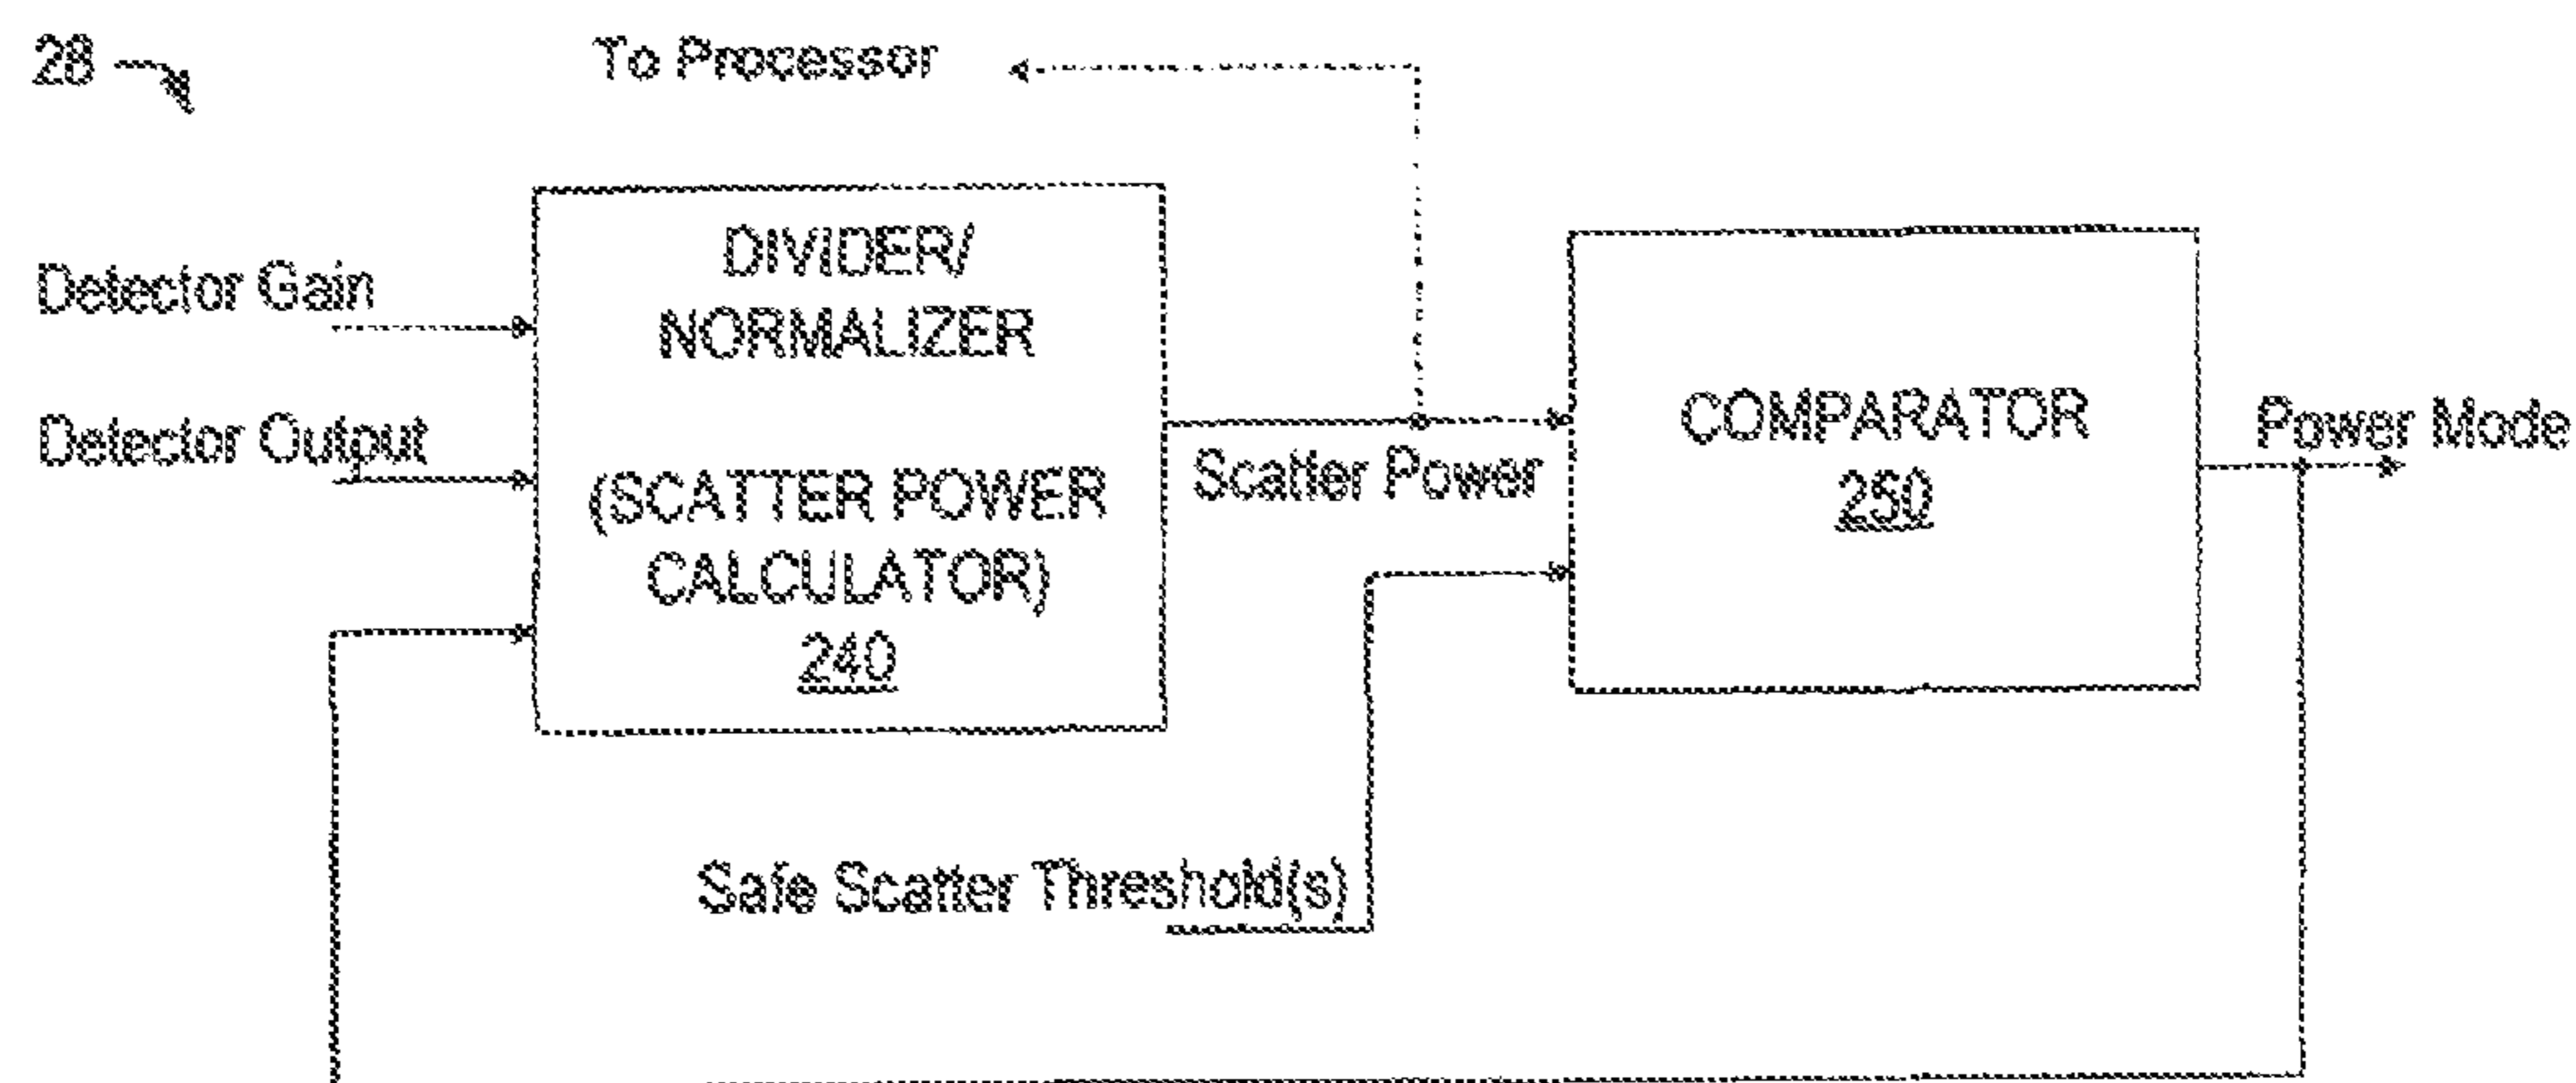 28
To Processor
Detector Gain
Detector Output
DIVIDER/
NORMALIZER
(SCATTER POWER
CALCULATOR)
240
Scatter Power
COMPARATOR
250
Power Mode
Safe Scatter Threshold(s)